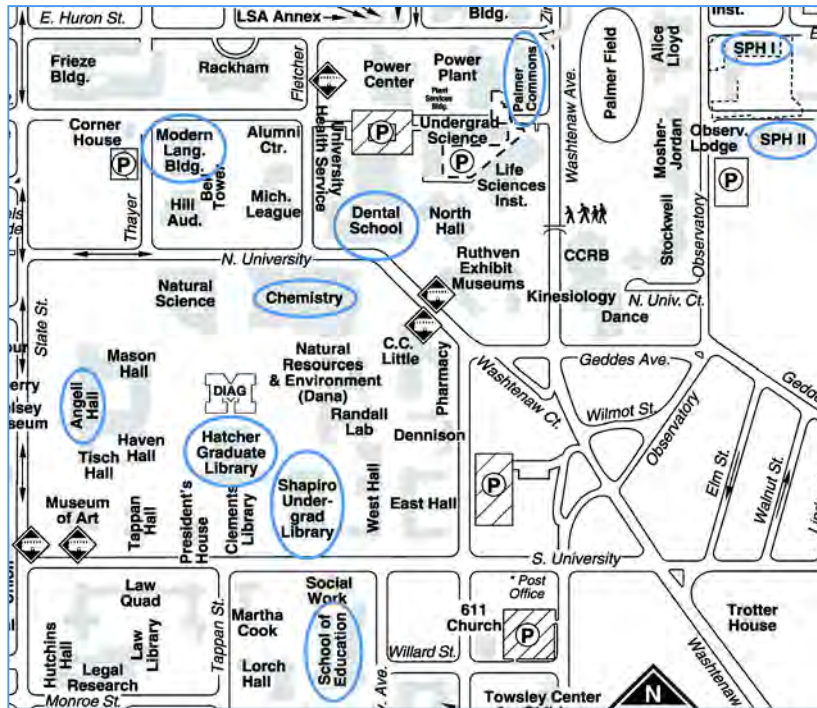 E. Huron St.
LSA Annex
Bldg.
Inst.
Frieze
Bldg.
Rackham
Fletcher
Power
Center
Power
Plant
Plant
Services
Bldg.
Palmer
Commons
Washtenaw Ave.
Palmer Field
Alice
Lloyd
SPH I
Corner
House
P
Modern
Lang.
Bldg.
Alumni
Ctr.
University
Health Service
P
Undergrad
Science
P
Mosher-
Jordan
Observ.
Lodge
SPH II
P
Thayer
Hill
Aud.
Tower
Mich.
League
Dental
School
North
Hall
Life
Sciences
Inst.
Stockwell
Observatory
N. University
Ruthven
Exhibit
Museums
CCRB
Natural
Science
Chemistry
Kinesiology
N. Univ. Ct.
Dance
State St.
Mason
Hall
DIAG
Natural
Resources
& Environment
(Dana)
C.C.
Little
Pharmacy
Washtenaw Ct.
Geddes Ave.
Angell
Hall
Randall
Lab
Wilmot St.
Haven
Hall
Hatcher
Graduate
Library
Dennison
Observatory
Tisch
Hall
Shapiro
Under-
grad
Library
P
Elm St.
Walnut St.
Museum
of Art
Tappan
Hall
President's
House
Clements
Library
West Hall
East Hall
S. University
Law
Quad
Social
Work
* Post
Office
Tappan St.
Martha
Cook
School of
Education
611
Church
P
Trotter
House
Hutchins
Hall
Law
Library
Lorch
Hall
Willard St.
Legal
Research
Monroe St.
Ave.
Towsley Center
N
Washtenaw